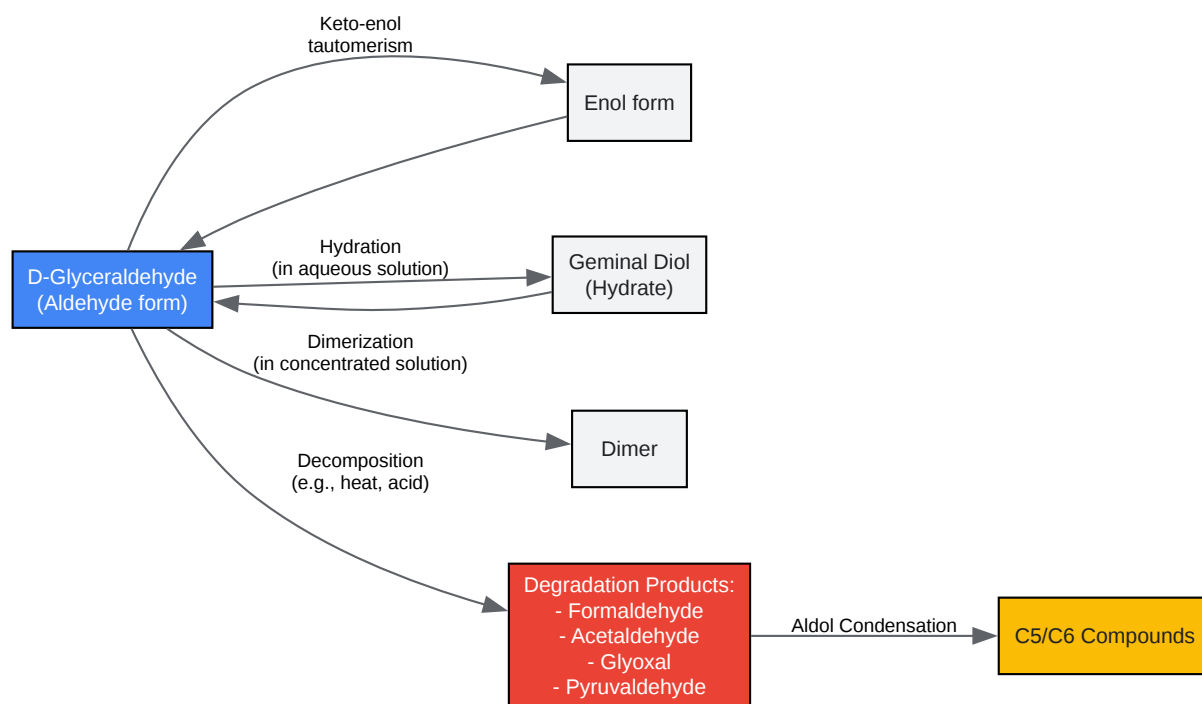 Keto-enol
tautomerism
Enol form
D-Glyceraldehyde
(Aldehyde form)
Hydration
(in aqueous solution)
Geminal Diol
(Hydrate)
Dimerization
(in concentrated solution)
Dimer
Decomposition
(e.g., heat, acid)
Degradation Products:
- Formaldehyde
- Acetaldehyde
- Glyoxal
- Pyruvaldehyde
Aldol Condensation
C5/C6 Compounds